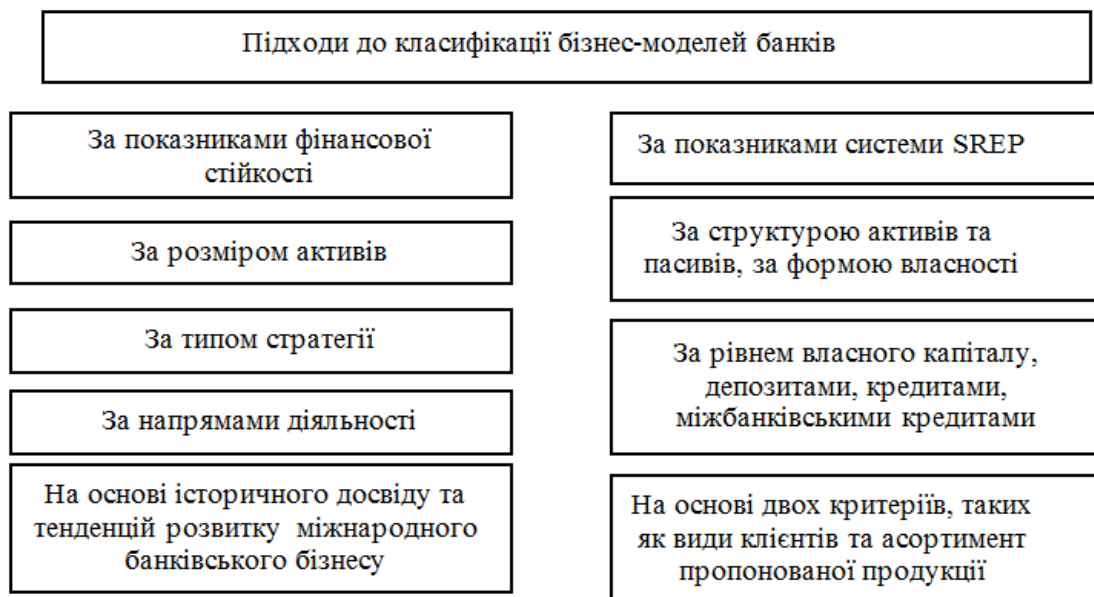 Підходи до класифікації бізнес-моделей банків
За показниками фінансової
стійкості
За розміром активів
За типом стратегії
За напрямами діяльності
На основі історичного досвіду та
тенденцій розвитку міжнародного
банківського бізнесу
За показниками системи SREP
За структурою активів та
пасивів, за формою власності
За рівнем власного капіталу,
депозитами, кредитами,
міжбанківськими кредитами
На основі двох критеріїв, таких
як види клієнтів та асортимент
пропонованої продукції